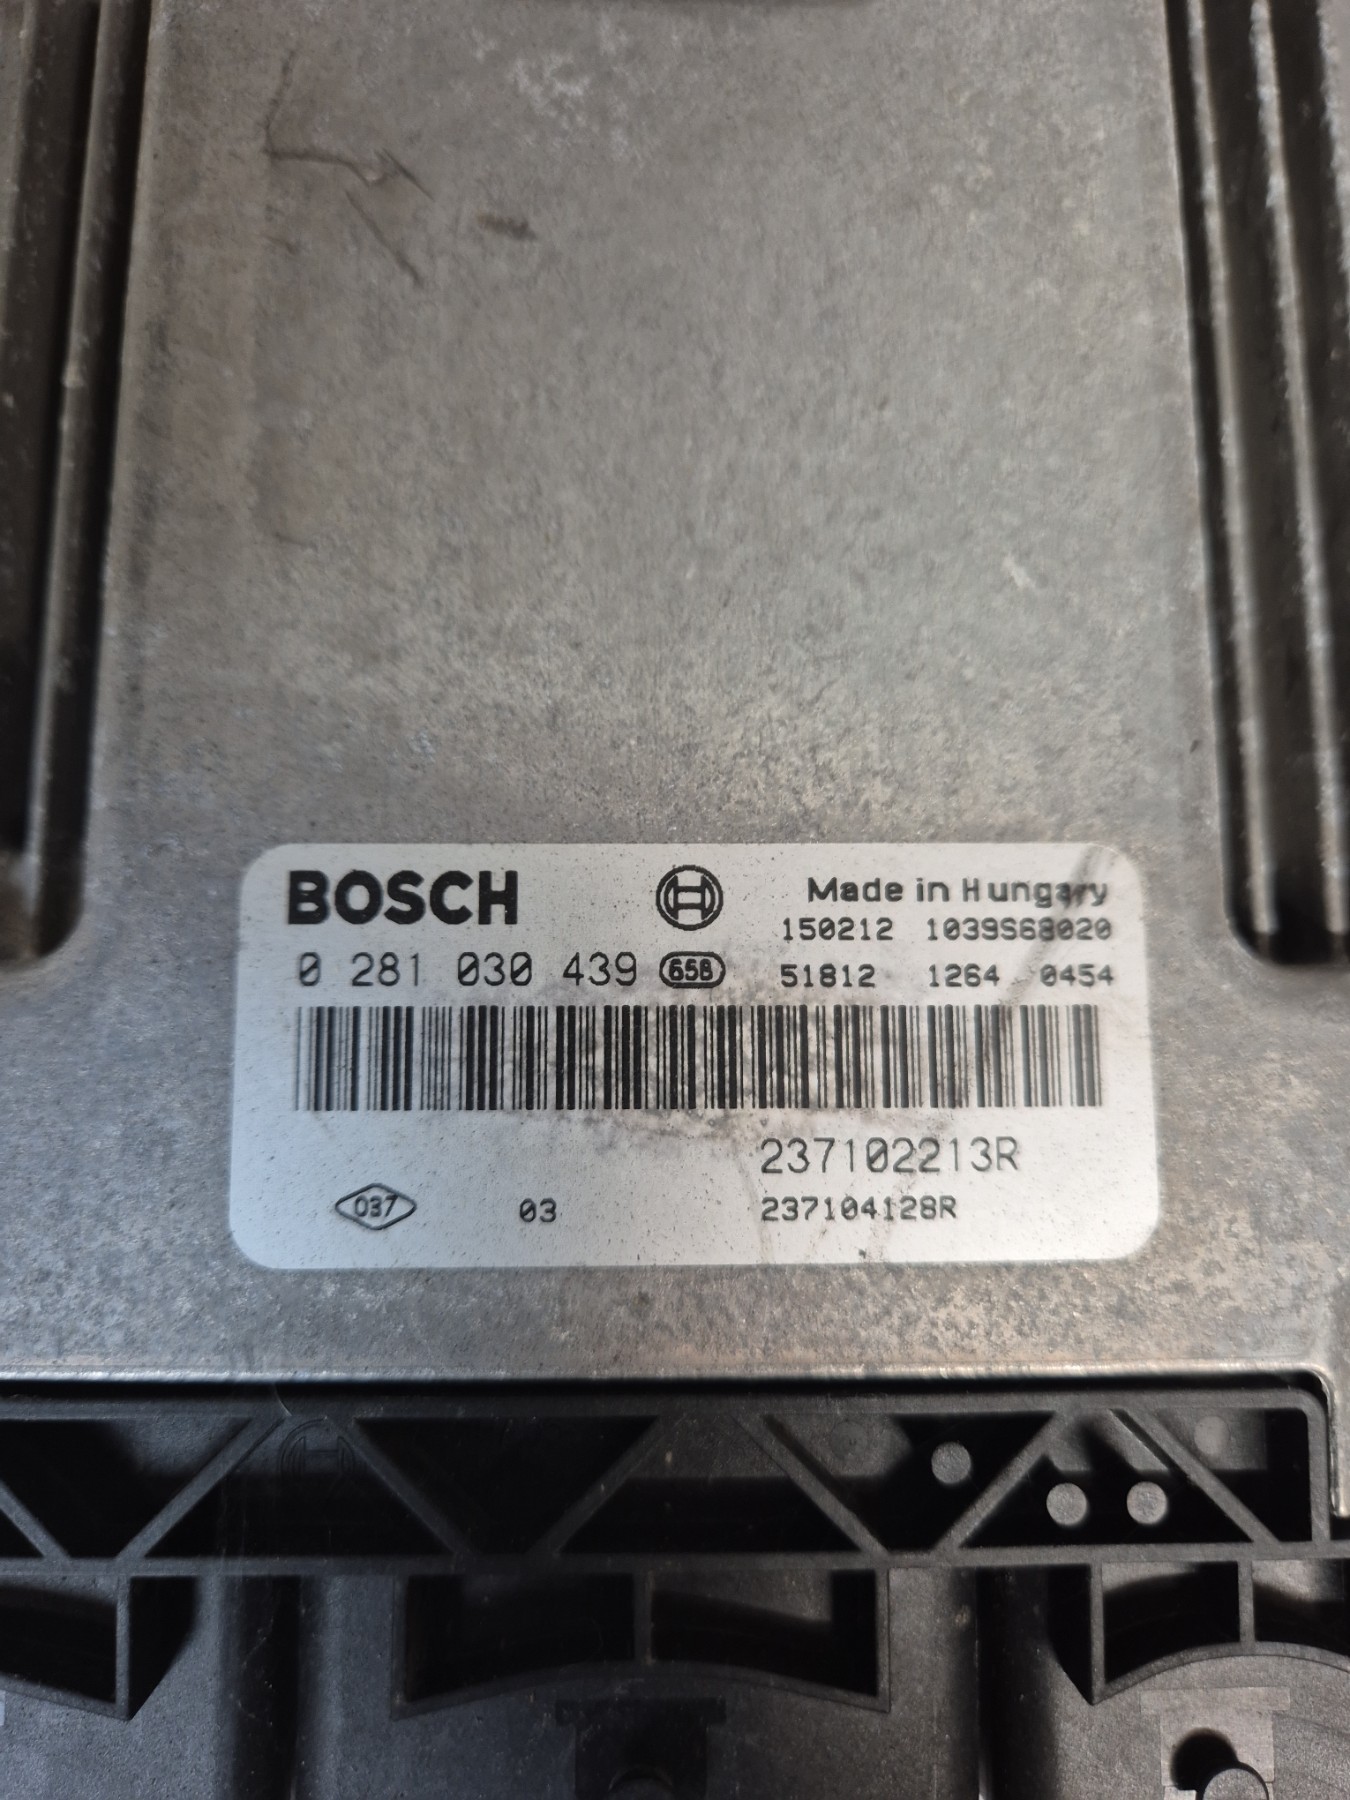 BOSCH
Made in Hungary
150212 1039S68020
0 281 030 439 658
51812 1264 0454
237102213R
037 03 237104128R